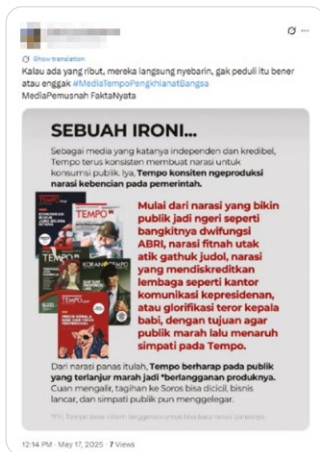 Show translation
Kalau ada yang ribut, mereka langsung nyebarin, gak peduli itu bener
atau enggak #MediaTempoPengkhianatBangsa
MediaPemusnah FaktaNyata
SEBUAH IRONI...
Sebagai media yang katanya independen dan kredibel,
Tempo terus konsisten membuat narasi untuk
konsumsi publik. Iya, Tempo konsiten ngeproduksi
narasi kebencian pada pemerintah.
Mulai dari narasi yang bikin
publik jadi ngeri seperti
bangkitnya dwifungsi
ABRI, narasi fitnah utak
atik gathuk judol, narasi
yang mendiskreditkan
lembaga seperti kantor
komunikasi kepresidenan,
atau glorifikasi teror kepala
babi, dengan tujuan agar
publik marah lalu menaruh
simpati pada Tempo.
TEMPO
TEMPO
TEMPO
KORAN TEMPO
TEMPO
Dari narasi panas itulah, Tempo berharap pada publik
yang terlanjur marah jadi *berlangganan produknya.
Cuan mengalir, tagihan ke Soros bisa dicicil, bisnis
lancar, dan simpati publik pun menggelegar.
12:14 PM · May 17, 2025 · 7 Views